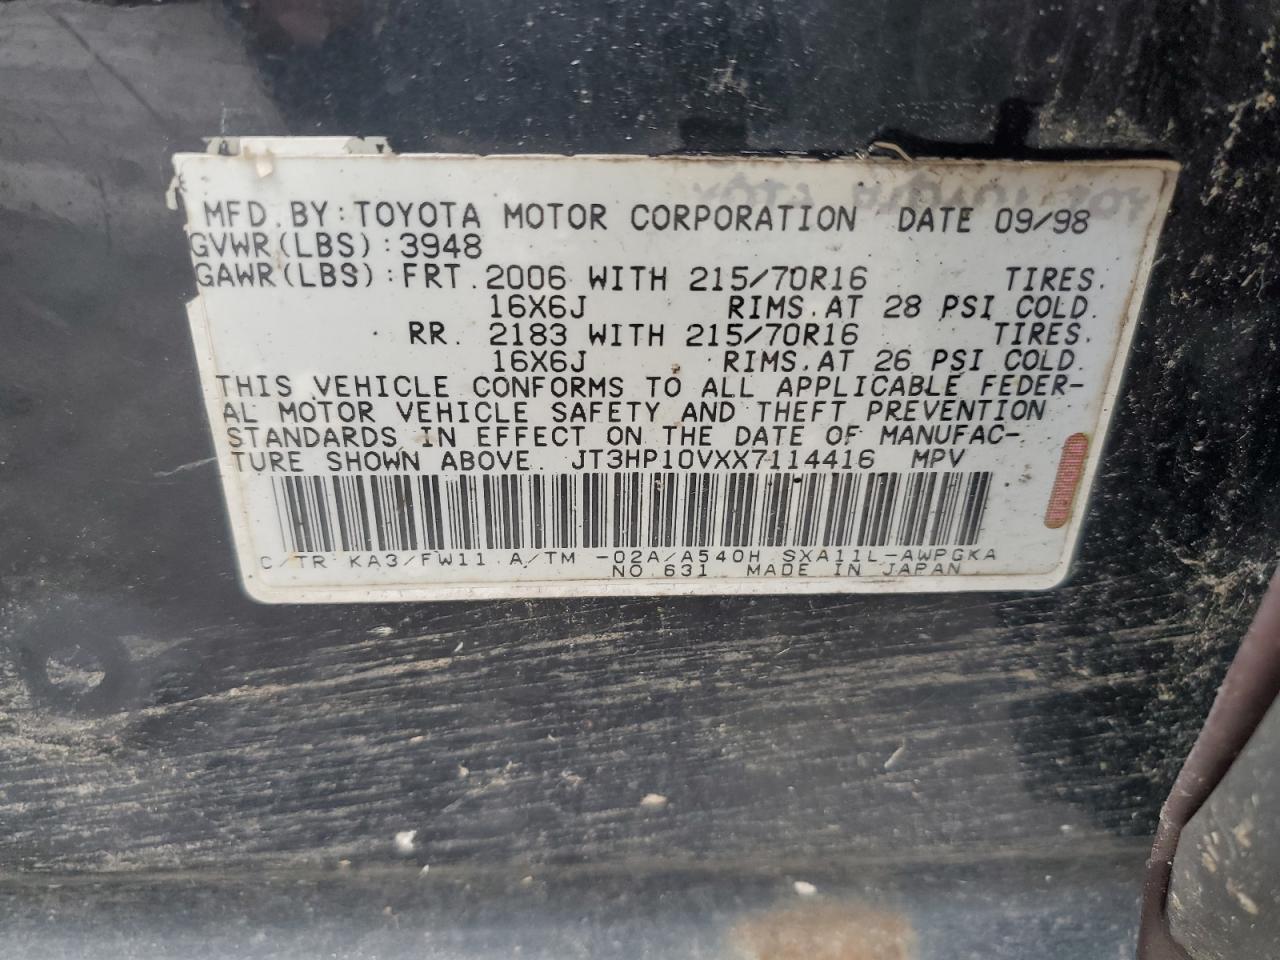 MFD. BY: TOYOTA MOTOR CORPORATION DATE 09/98
GVWR(LBS): 3948
GAWR(LBS): FRT. 2006 WITH 215/70R16 TIRES.
16X6J RIMS. AT 28 PSI COLD.
RR. 2183 WITH 215/70R16 TIRES.
16X6J RIMS. AT 26 PSI COLD.
THIS VEHICLE CONFORMS TO ALL APPLICABLE FEDER-
AL MOTOR VEHICLE SAFETY AND THEFT PREVENTION
STANDARDS IN EFFECT ON THE DATE OF MANUFAC-
TURE SHOWN ABOVE. JT3HP10VXX7114416 MPV
C/TR KA3/FW11 A/TM -02A/A540H SXA11L-AWPGKA
NO.631 MADE IN JAPAN